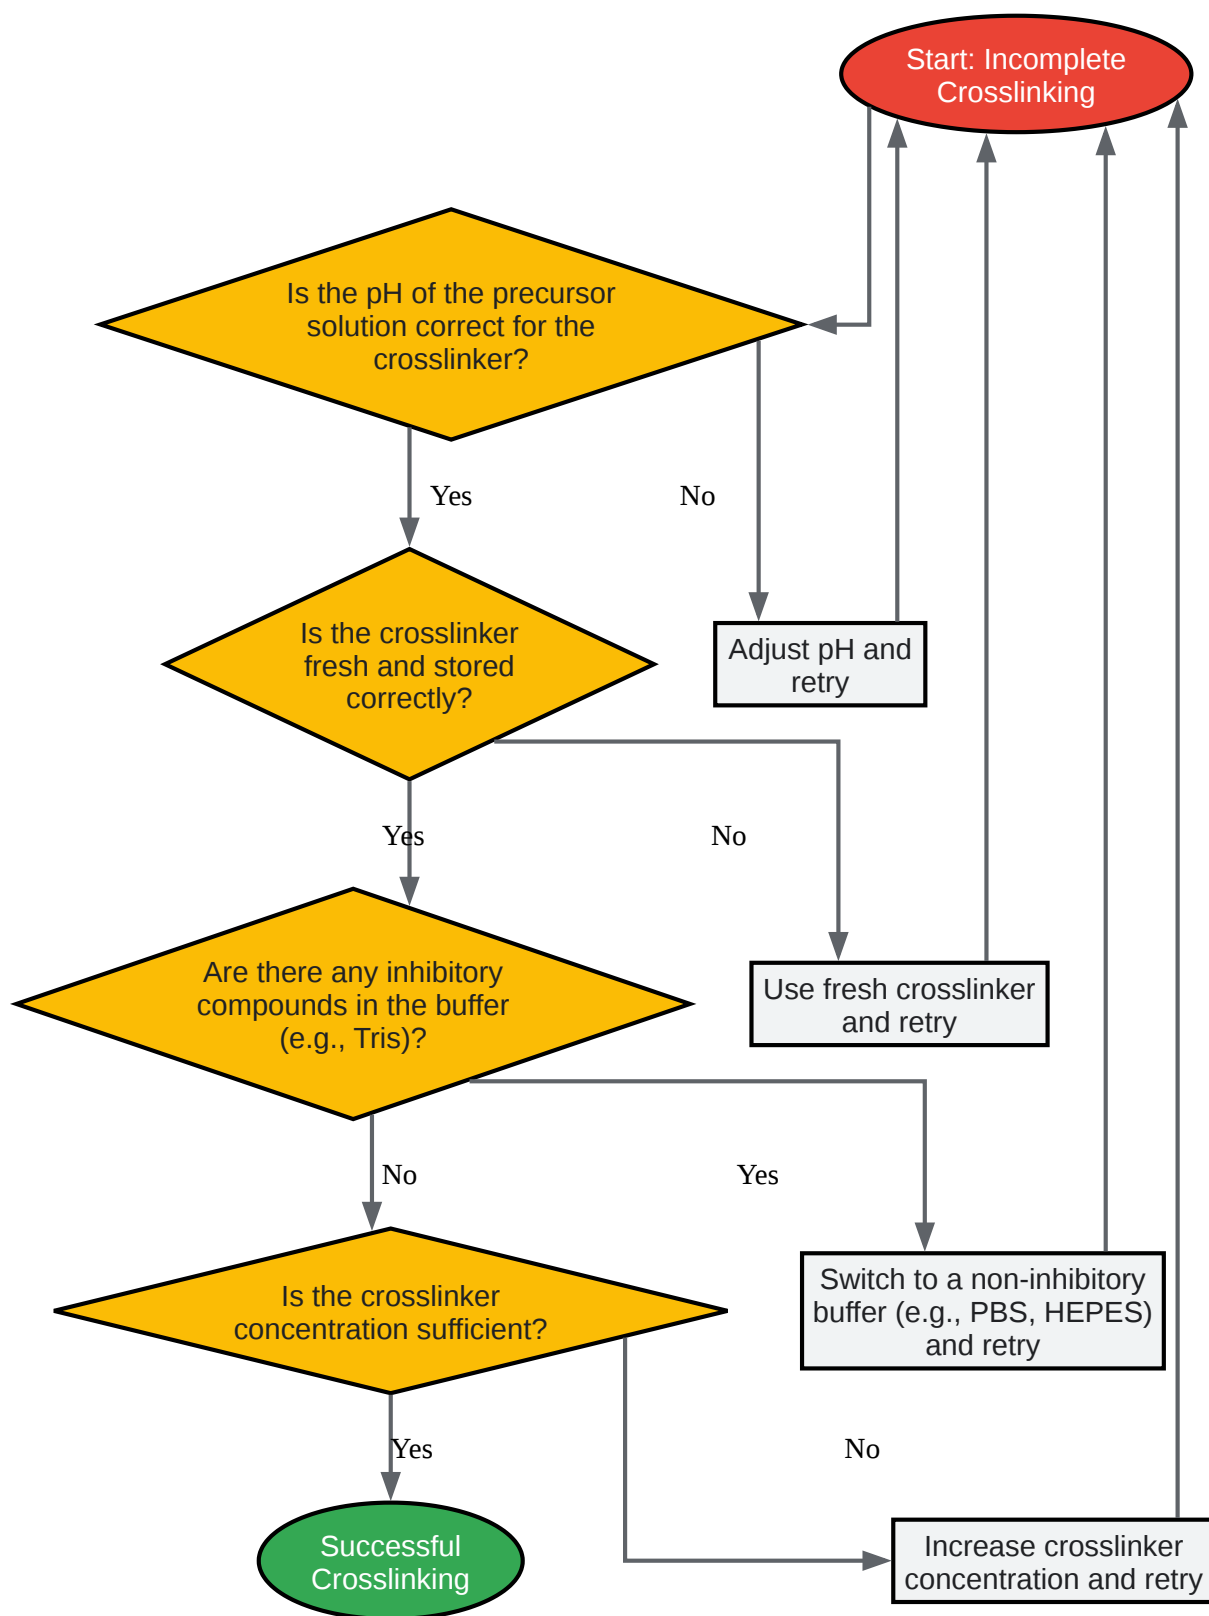 Start: Incomplete
Crosslinking
Is the pH of the precursor
solution correct for the
crosslinker?
Yes
No
Is the crosslinker
fresh and stored
correctly?
Adjust pH and
retry
Yes
No
Are there any inhibitory
compounds in the buffer
(e.g., Tris)?
Use fresh crosslinker
and retry
No
Yes
Is the crosslinker
concentration sufficient?
Switch to a non-inhibitory
buffer (e.g., PBS, HEPES)
and retry
Yes
No
Successful
Crosslinking
Increase crosslinker
concentration and retry